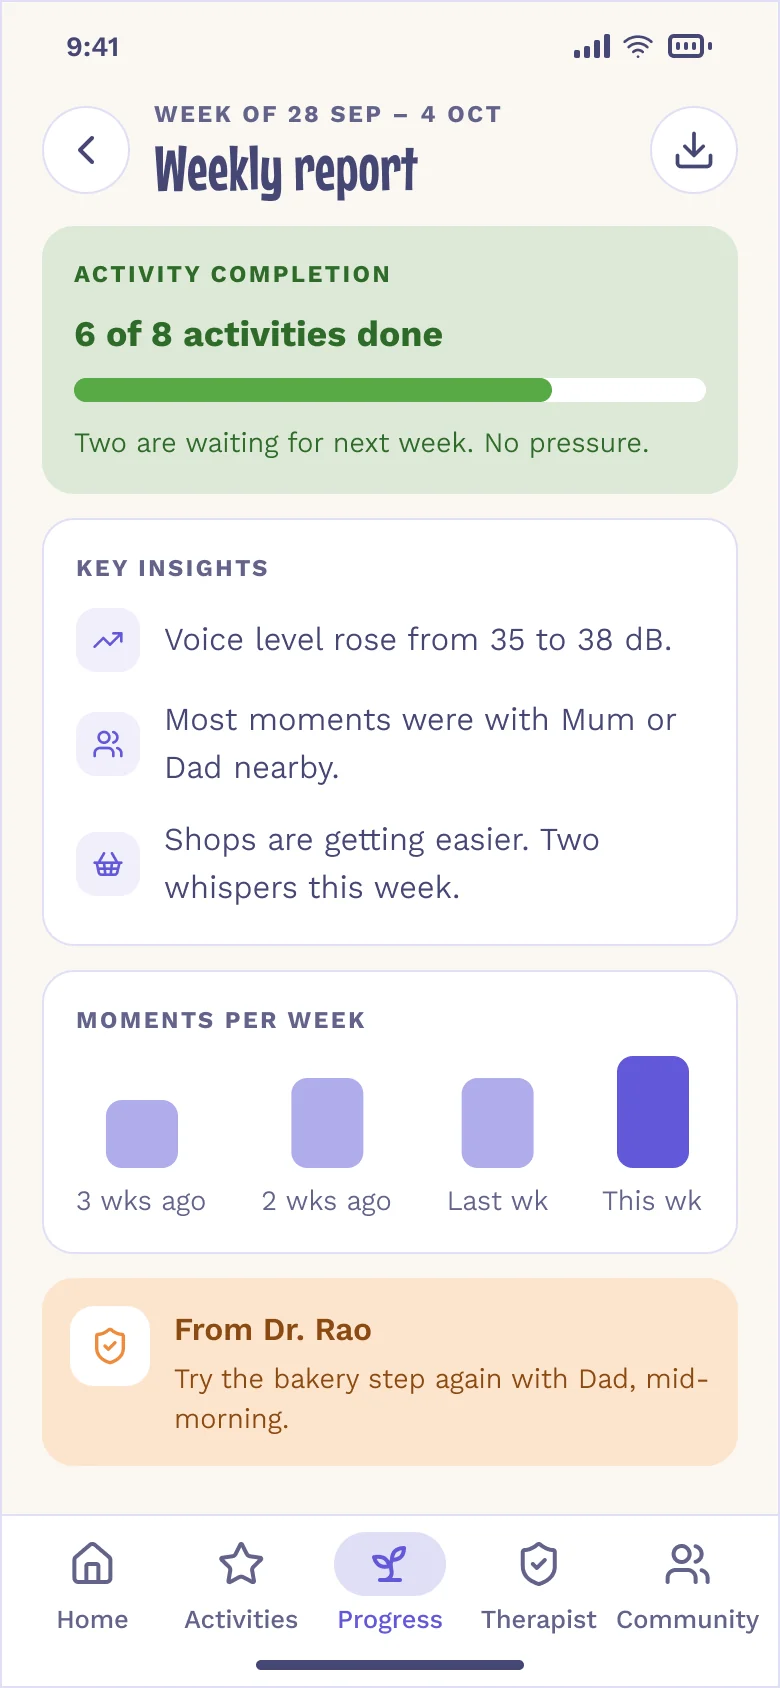 9:41
WEEK OF 28 SEP – 4 OCT
Weekly report
ACTIVITY COMPLETION
6 of 8 activities done
Two are waiting for next week. No pressure.
KEY INSIGHTS
Voice level rose from 35 to 38 dB.
Most moments were with Mum or
Dad nearby.
Shops are getting easier. Two
whispers this week.
MOMENTS PER WEEK
3 wks ago
2 wks ago
Last wk
This wk
From Dr. Rao
Try the bakery step again with Dad, mid-
morning.
Home
Activities
Progress
Therapist
Community